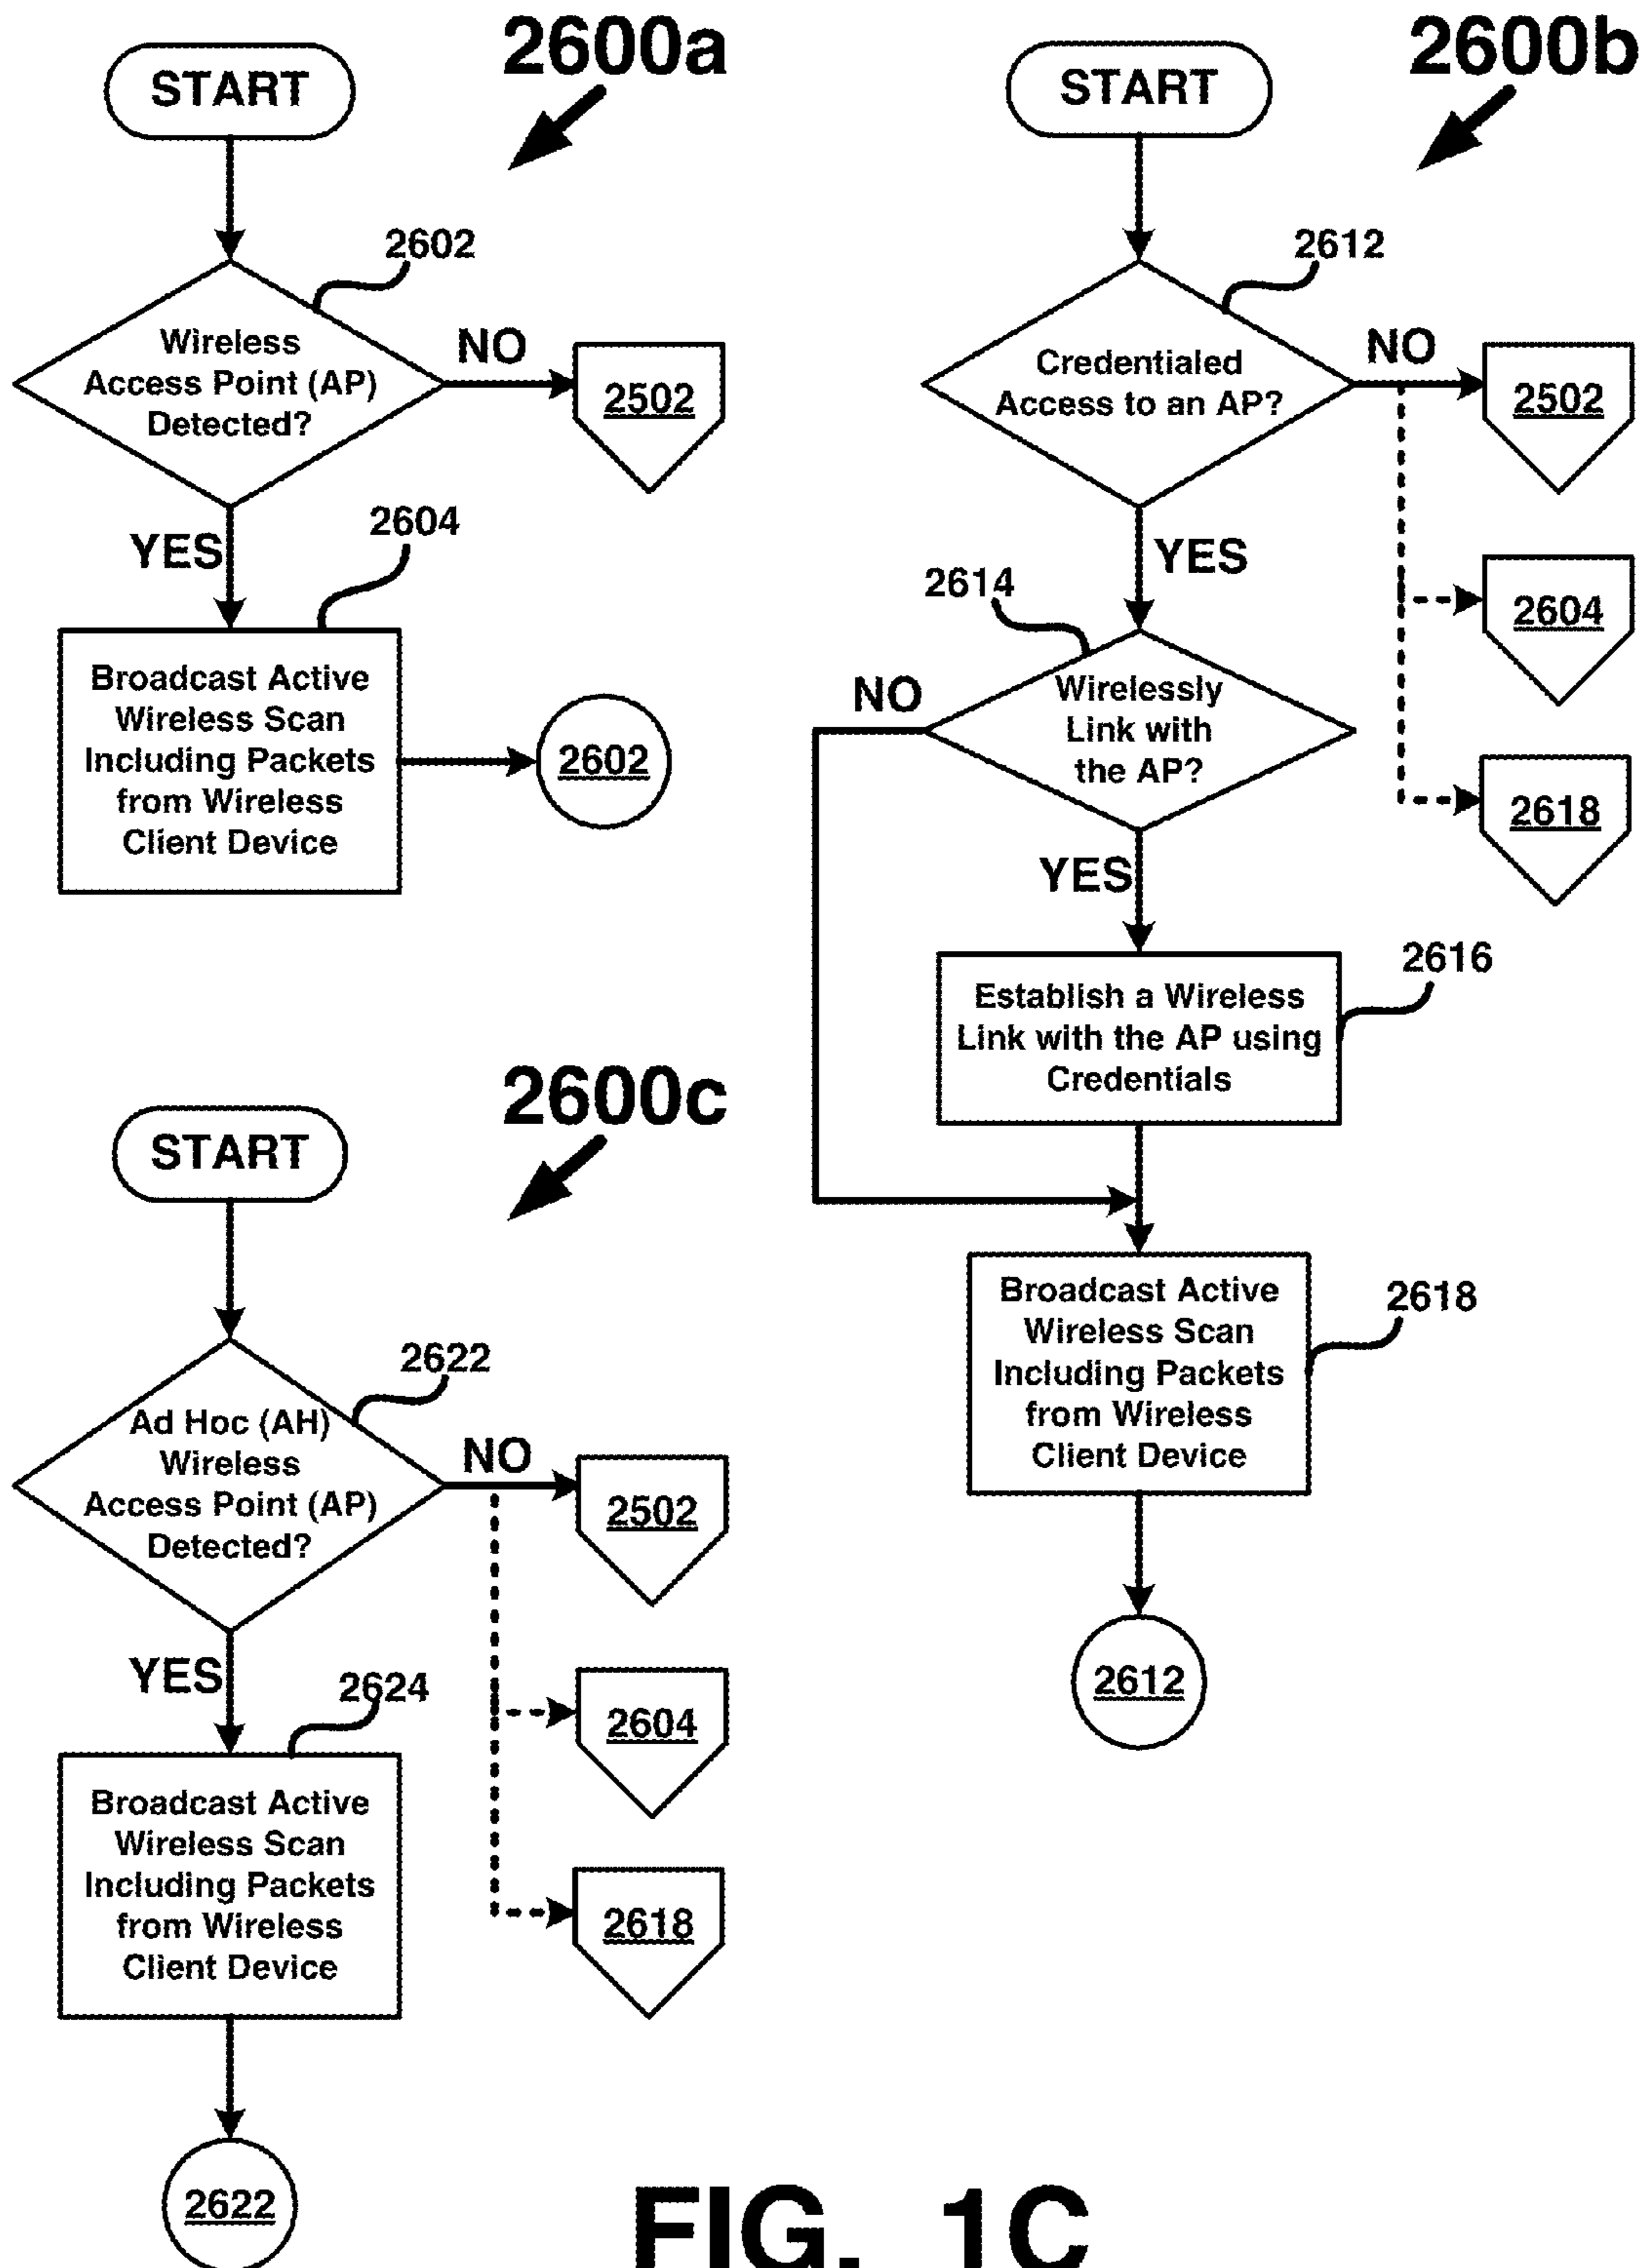 2600a
START
2602
Wireless
Access Point (AP)
Detected?
NO
2502
YES
2604
Broadcast Active
Wireless Scan
Including Packets
from Wireless
Client Device
2602
2600b
START
2612
Credentialed
Access to an AP?
NO
2502
2604
2618
YES
2614
Wirelessly
Link with
the AP?
NO
YES
2616
Establish a Wireless
Link with the AP using
Credentials
2618
Broadcast Active
Wireless Scan
Including Packets
from Wireless
Client Device
2612
2600c
START
2622
Ad Hoc (AH)
Wireless
Access Point (AP)
Detected?
NO
2502
2604
2618
YES
2624
Broadcast Active
Wireless Scan
Including Packets
from Wireless
Client Device
2622
FIG. 1C